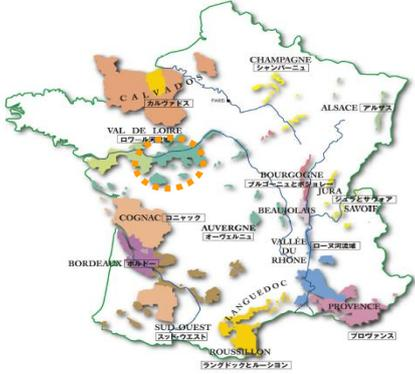 CHAMPAGNE
シャンパーニュ
CALVADOS
カルヴァドス
PARIS
ALSACE アルザス
VAL DE LOIRE
ロワール河流域
BOURGOGNE
ブルゴーニュとボジョレー
JURA
ジュラとサヴォア
SAVOIE
COGNAC コニャック
BEAUJOLAIS
AUVERGNE
オーヴェルニュ
VALLÉE DU RHÔNE
ローヌ河流域
BORDEAUX ボルドー
LANGUEDOC
PROVENCE
プロヴァンス
SUD-OUEST
スッド・ウエスト
ROUSSILLON
ラングドックとルーション